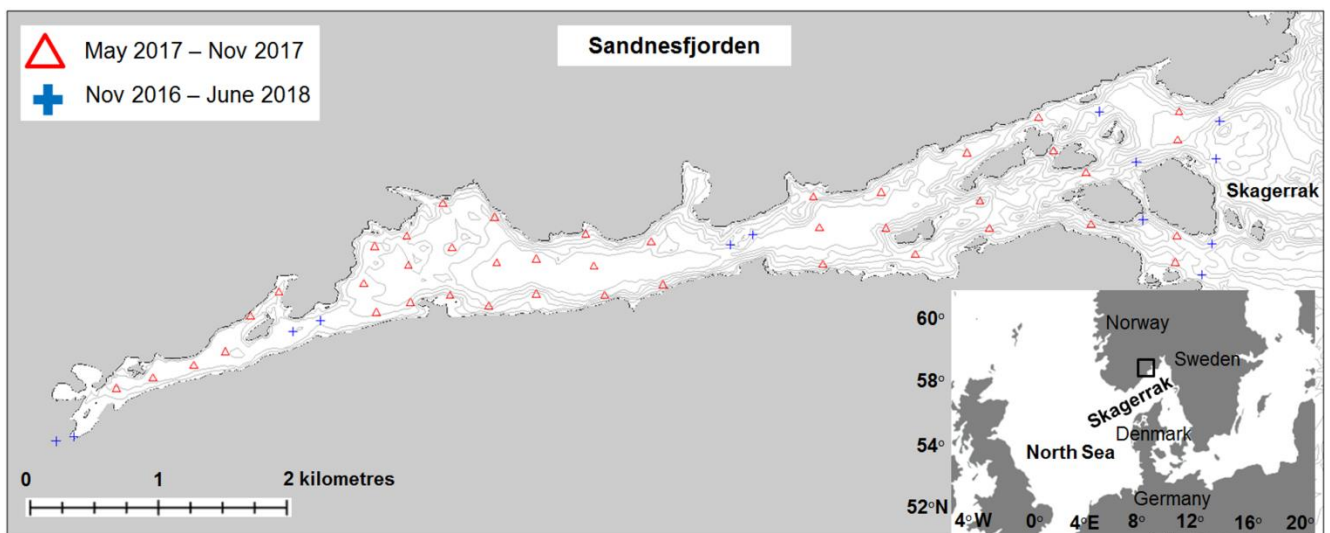 May 2017 – Nov 2017
Nov 2016 – June 2018
Sandnesfjorden
Skagerrak
0 1 2 kilometres
60°
58°
54°
52°N
Norway
Sweden
Skagerrak
Denmark
North Sea
Germany
4°W 0° 4°E 8° 12° 16° 20°